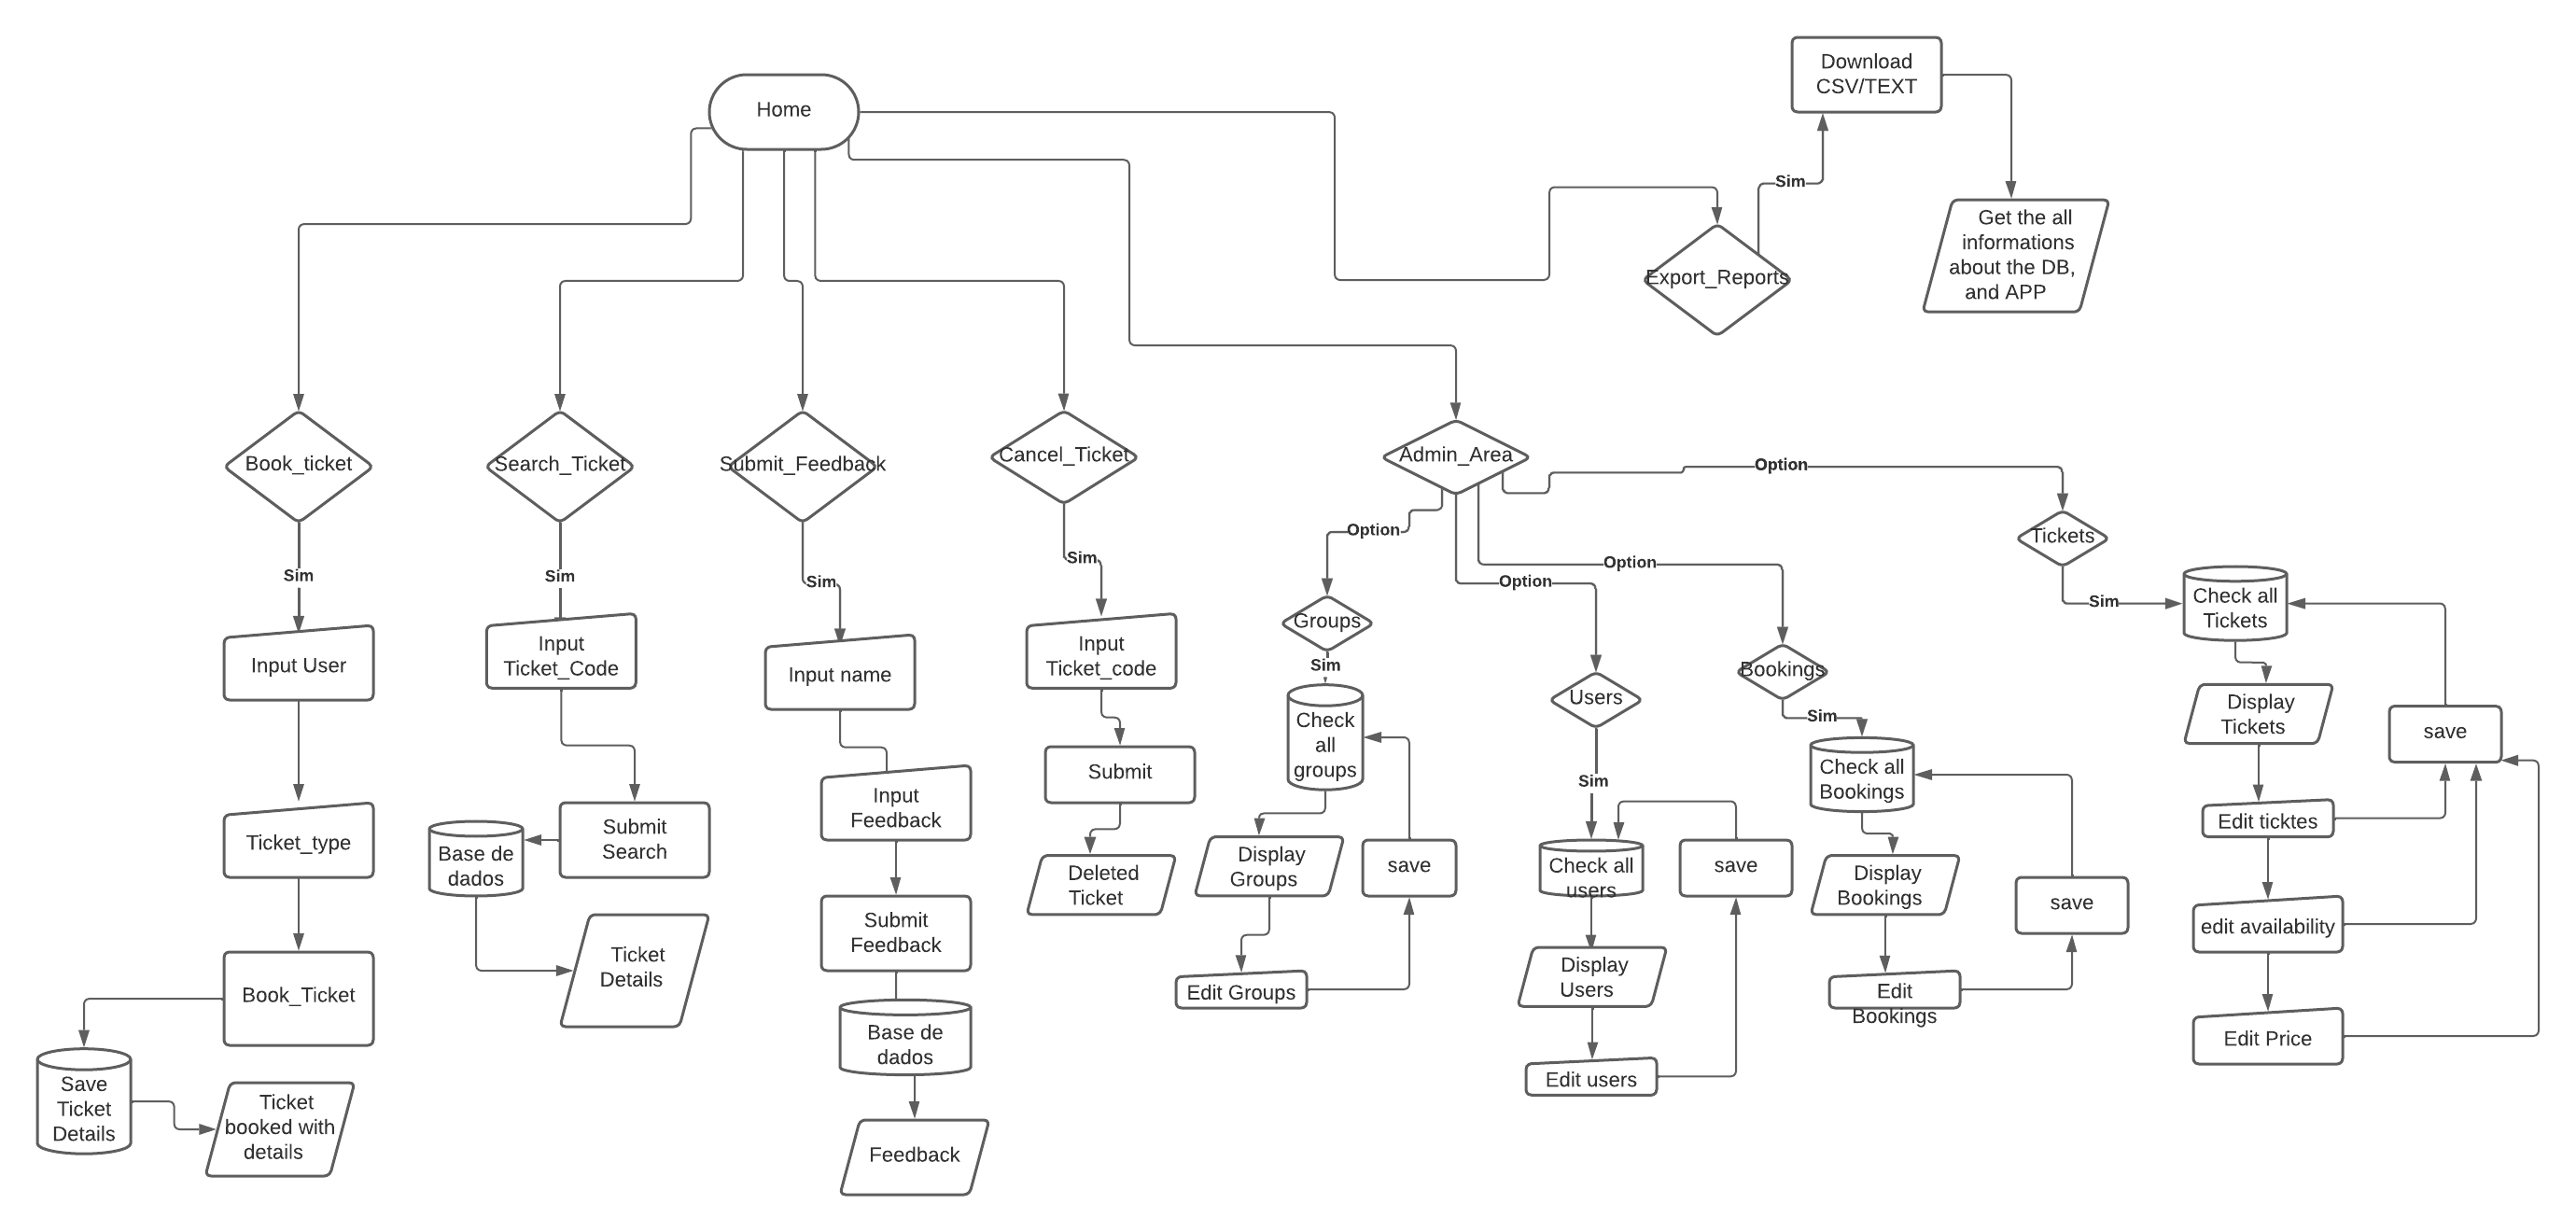 Home
Download
CSV/TEXT
Sim
Get the all
informations
about the DB,
and APP
Export_Reports
Book_ticket
Sim
Input User
Ticket_type
Book_Ticket
Save
Ticket
Details
Ticket
booked with
details
Search_Ticket
Sim
Input
Ticket_Code
Submit
Search
Base de
dados
Ticket
Details
Submit_Feedback
Sim
Input name
Input
Feedback
Submit
Feedback
Base de
dados
Feedback
Cancel_Ticket
Sim
Input
Ticket_code
Submit
Deleted
Ticket
Admin_Area
Option
Groups
Sim
Check
all
groups
Display
Groups
save
Edit Groups
Option
Users
Sim
Check all
users
save
Display
Users
Edit users
Option
Bookings
Sim
Check all
Bookings
Display
Bookings
save
Edit
Bookings
Option
Tickets
Sim
Check all
Tickets
Display
Tickets
save
Edit ticktes
edit availability
Edit Price